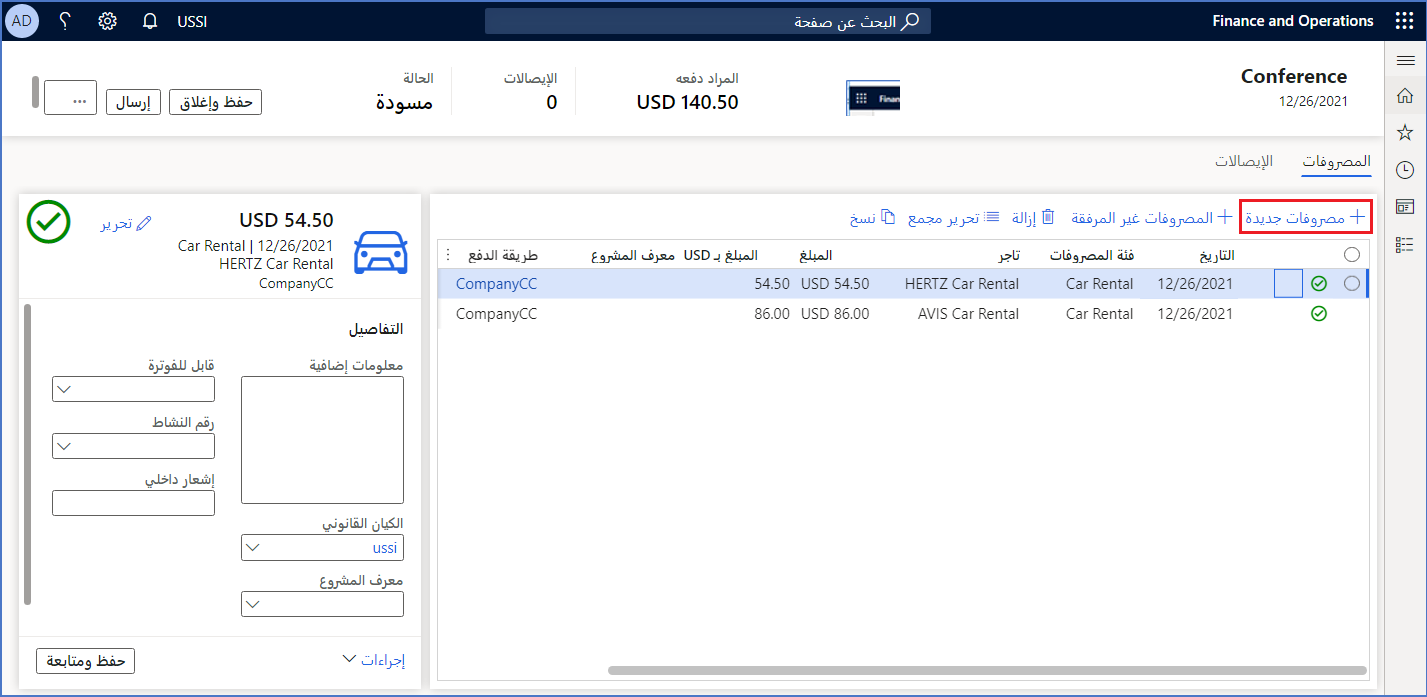 Finance and Operations
البحث عن صفحة
USSI
AD
Conference
12/26/2021
Finan
المراد دفعه
USD 140.50
الإيصالات
0
الحالة
مسودة
حفظ وإغلاق
إرسال
...
المصروفات
الإيصالات
مصروفات جديدة
المصروفات غير المرفقة
إزالة
تحرير مجمع
نسخ
التاريخ
فئة المصروفات
تاجر
المبلغ
المبلغ بـ USD
معرف المشروع
طريقة الدفع
12/26/2021
Car Rental
HERTZ Car Rental
USD 54.50
54.50
CompanyCC
12/26/2021
Car Rental
AVIS Car Rental
USD 86.00
86.00
CompanyCC
USD 54.50
تحرير
Car Rental | 12/26/2021
HERTZ Car Rental
CompanyCC
التفاصيل
معلومات إضافية
الكيان القانوني
ussi
معرف المشروع
قابل للفوترة
رقم النشاط
إشعار داخلي
إجراءات
حفظ ومتابعة